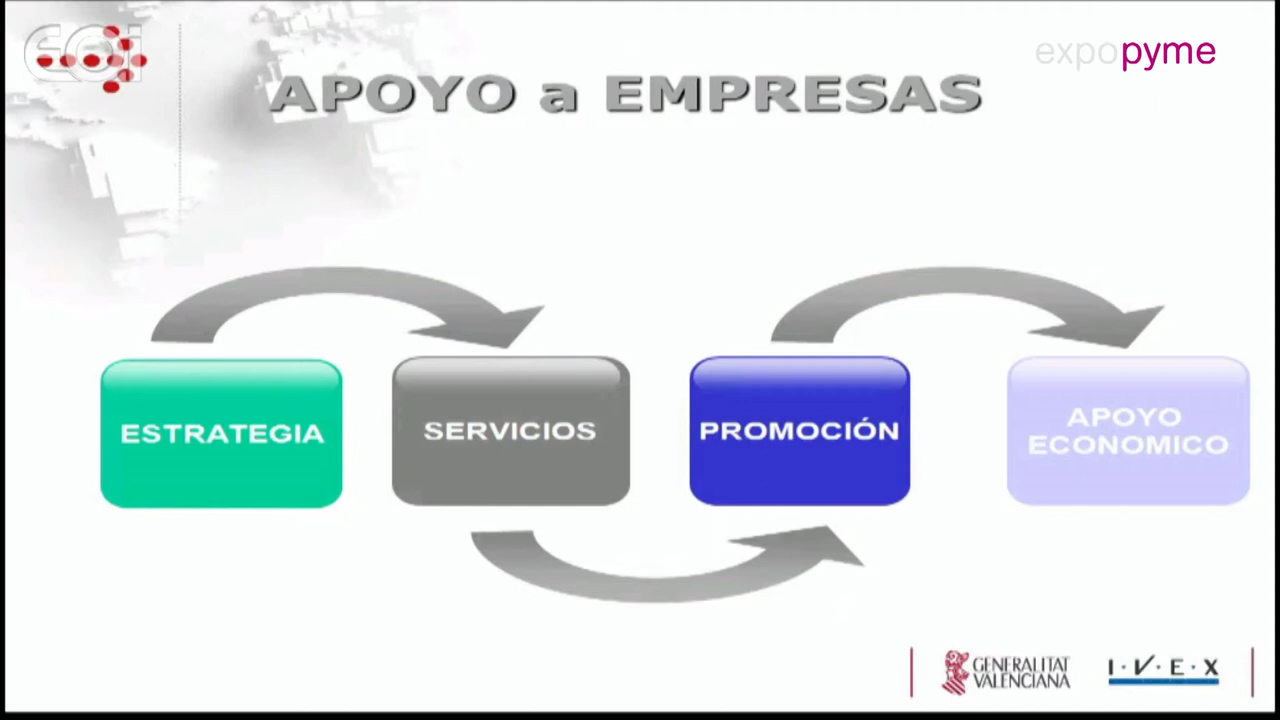 eoi
expopyme
APOYO a EMPRESAS
ESTRATEGIA
SERVICIOS
PROMOCIÓN
APOYO
ECONOMICO
GENERALITAT
VALENCIANA
I·V·E·X